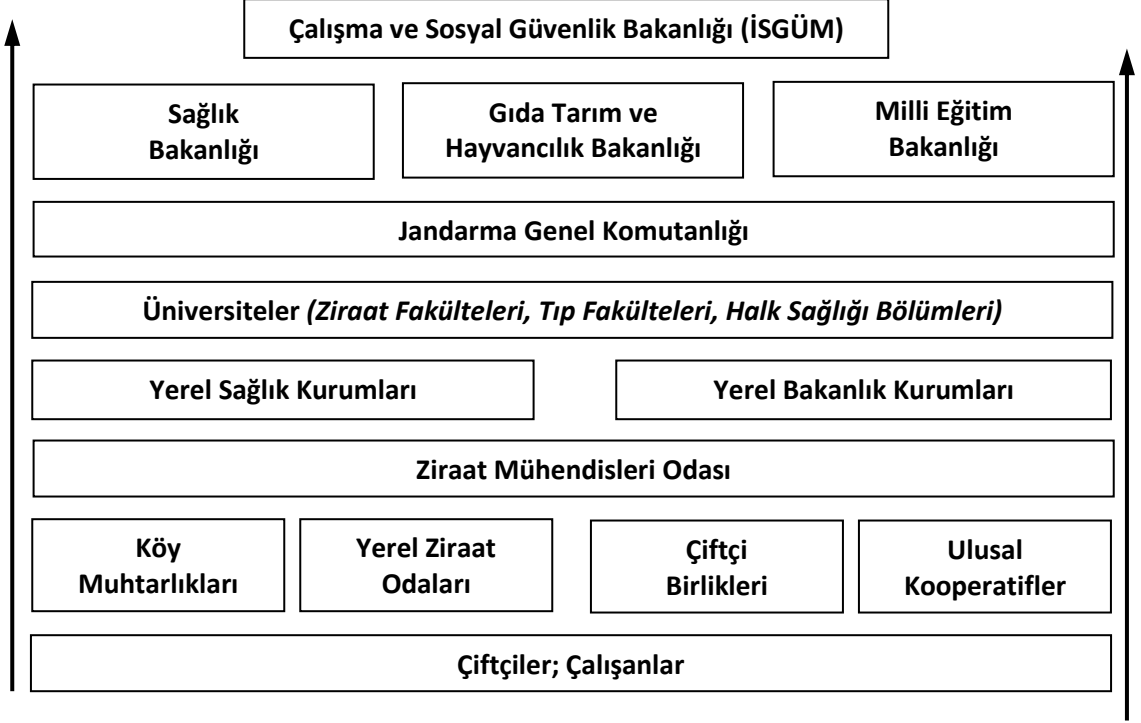 Çalışma ve Sosyal Güvenlik Bakanlığı (İSGÜM)
Sağlık
Bakanlığı
Gıda Tarım ve
Hayvancılık Bakanlığı
Milli Eğitim
Bakanlığı
Jandarma Genel Komutanlığı
Üniversiteler (Ziraat Fakülteleri, Tıp Fakülteleri, Halk Sağlığı Bölümleri)
Yerel Sağlık Kurumları
Yerel Bakanlık Kurumları
Ziraat Mühendisleri Odası
Köy
Muhtarlıkları
Yerel Ziraat
Odaları
Çiftçi
Birlikleri
Ulusal
Kooperatifler
Çiftçiler; Çalışanlar